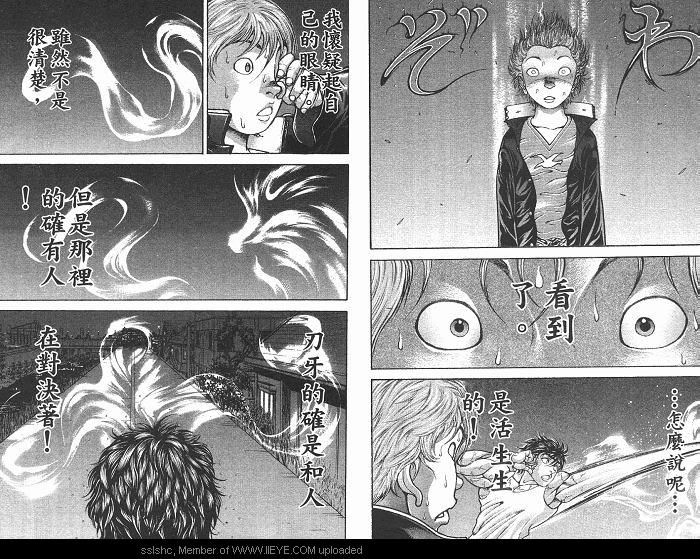 わ
ぞ
看到
了。
…怎麼說呢…
是活生生
的!
我懷疑起自
己的眼睛。
雖然不是
很清楚,
但是那裡
的確有人
!
刃牙的確是和人
在對決著!
sslshc, Member of WWW.IIEYE.COM uploaded